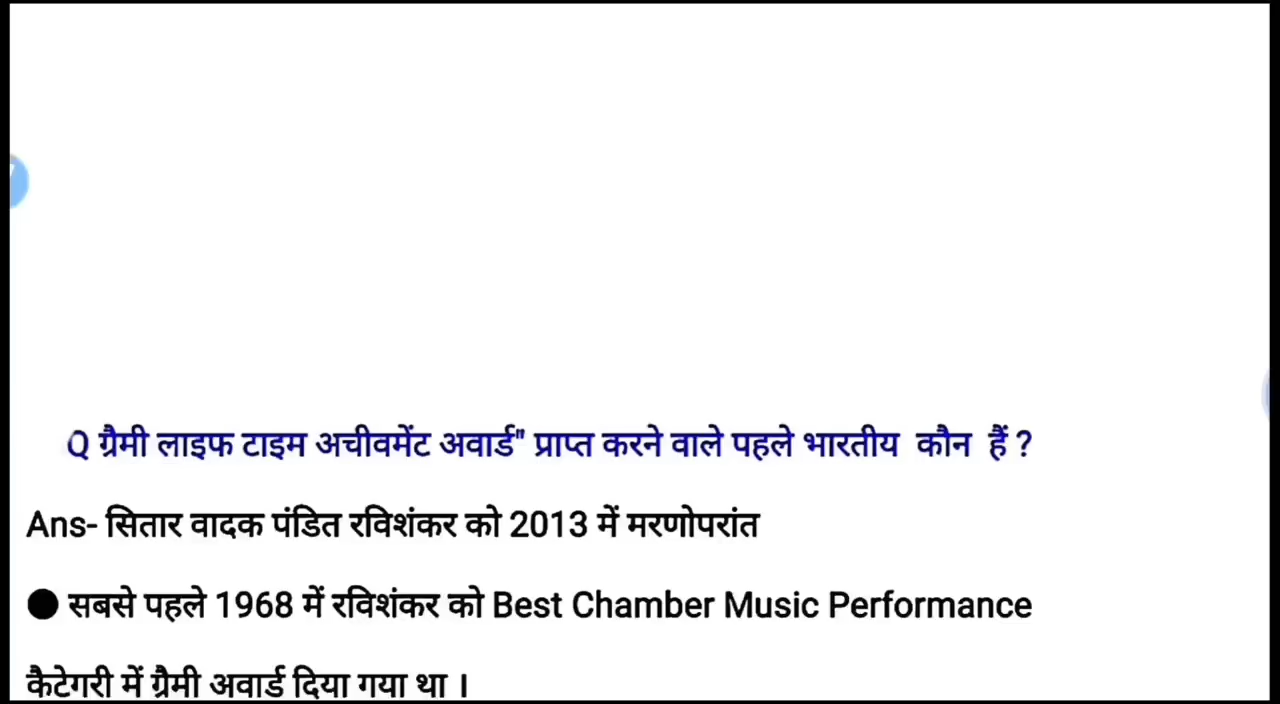 Q ग्रैमी लाइफ टाइम अचीवमेंट अवार्ड" प्राप्त करने वाले पहले भारतीय कौन हैं ?
Ans- सितार वादक पंडित रविशंकर को 2013 में मरणोपरांत
● सबसे पहले 1968 में रविशंकर को Best Chamber Music Performance
कैटेगरी में ग्रैमी अवार्ड दिया गया था ।